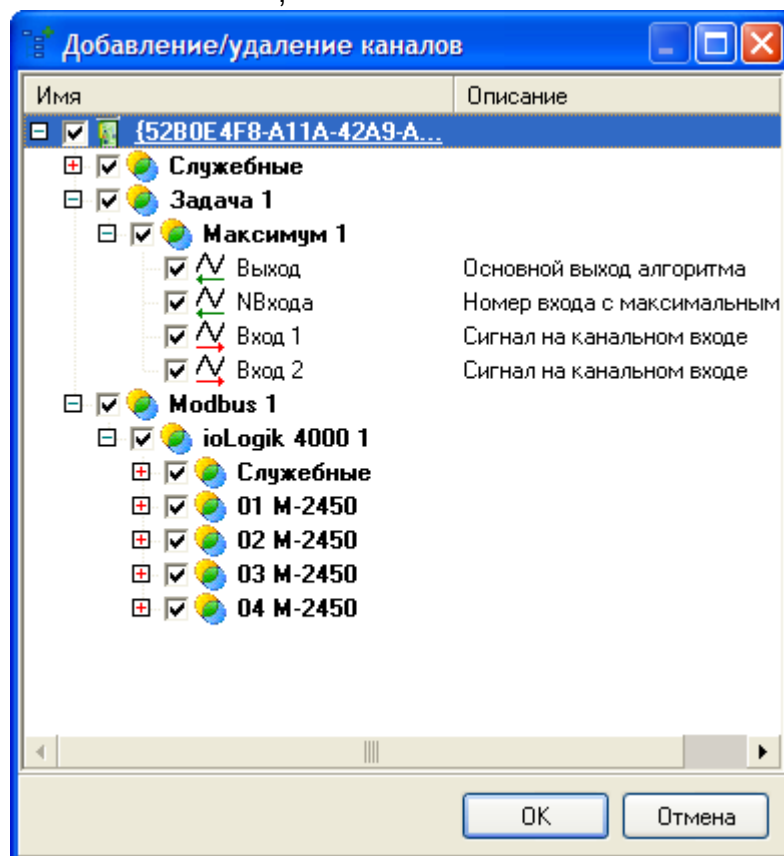 Добавление/удаление каналов
Имя Описание
{52B0E4F8-A11A-42A9-A...
Служебные
Задача 1
Максимум 1
Выход Основной выход алгоритма
NВхода Номер входа с максимальным
Вход 1 Сигнал на канальном входе
Вход 2 Сигнал на канальном входе
Modbus 1
ioLogik 4000 1
Служебные
01 M-2450
02 M-2450
03 M-2450
04 M-2450
OK Отмена